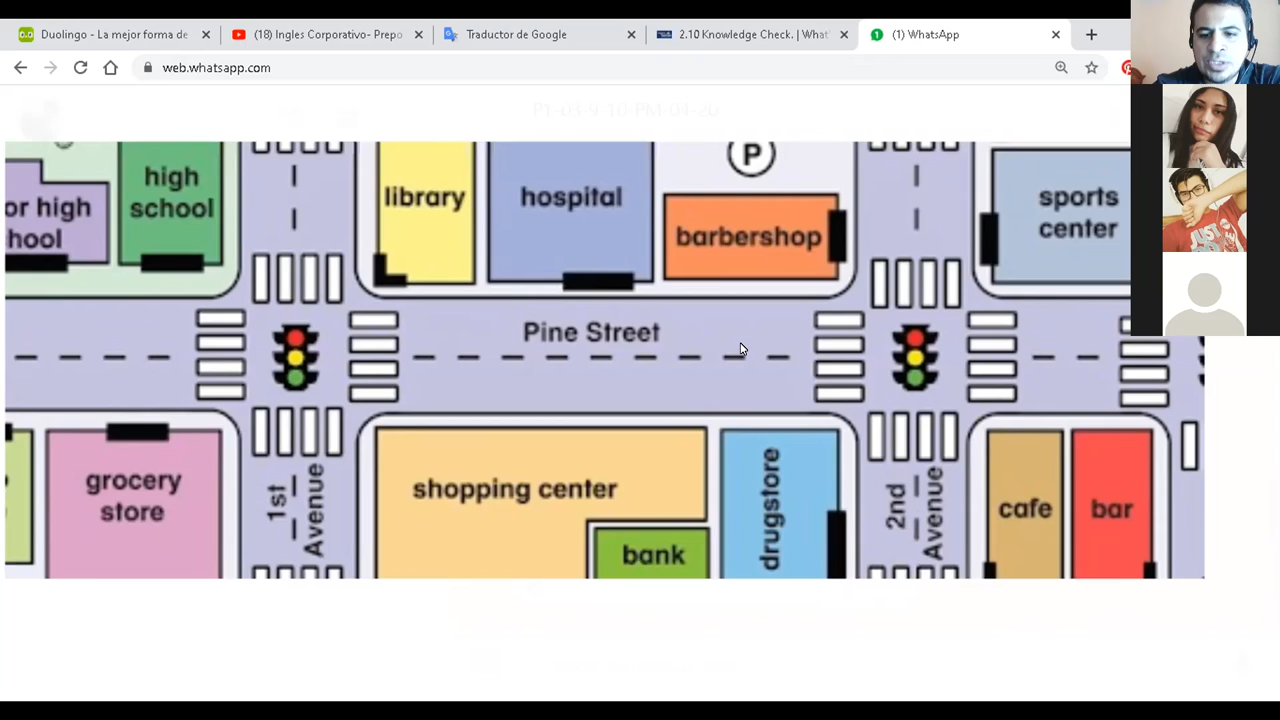 Duolingo - La mejor forma de
(18) Ingles Corporativo- Prepo
Traductor de Google
2.10 Knowledge Check. | What
(1) WhatsApp
web.whatsapp.com
P
high
school
or high
hool
library
hospital
barbershop
sports
center
Pine Street
grocery
store
1st
Avenue
shopping center
bank
drugstore
2nd
Avenue
cafe
bar
JUST